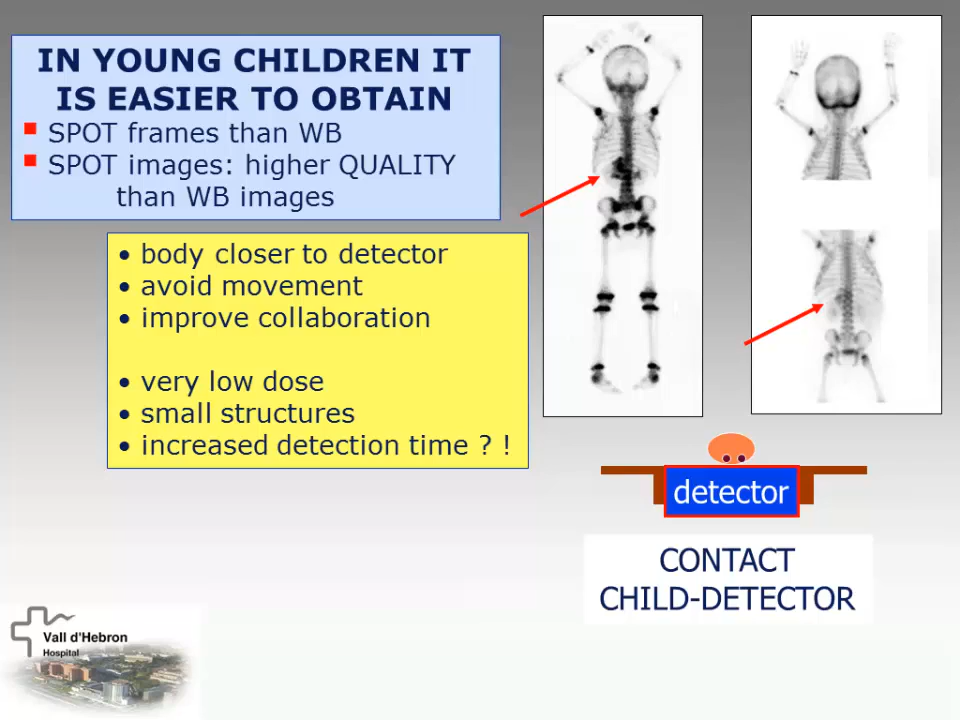 IN YOUNG CHILDREN IT
IS EASIER TO OBTAIN
SPOT frames than WB
SPOT images: higher QUALITY
than WB images
• body closer to detector
• avoid movement
• improve collaboration
• very low dose
• small structures
• increased detection time ? !
detector
CONTACT
CHILD-DETECTOR
Vall d'Hebron
Hospital